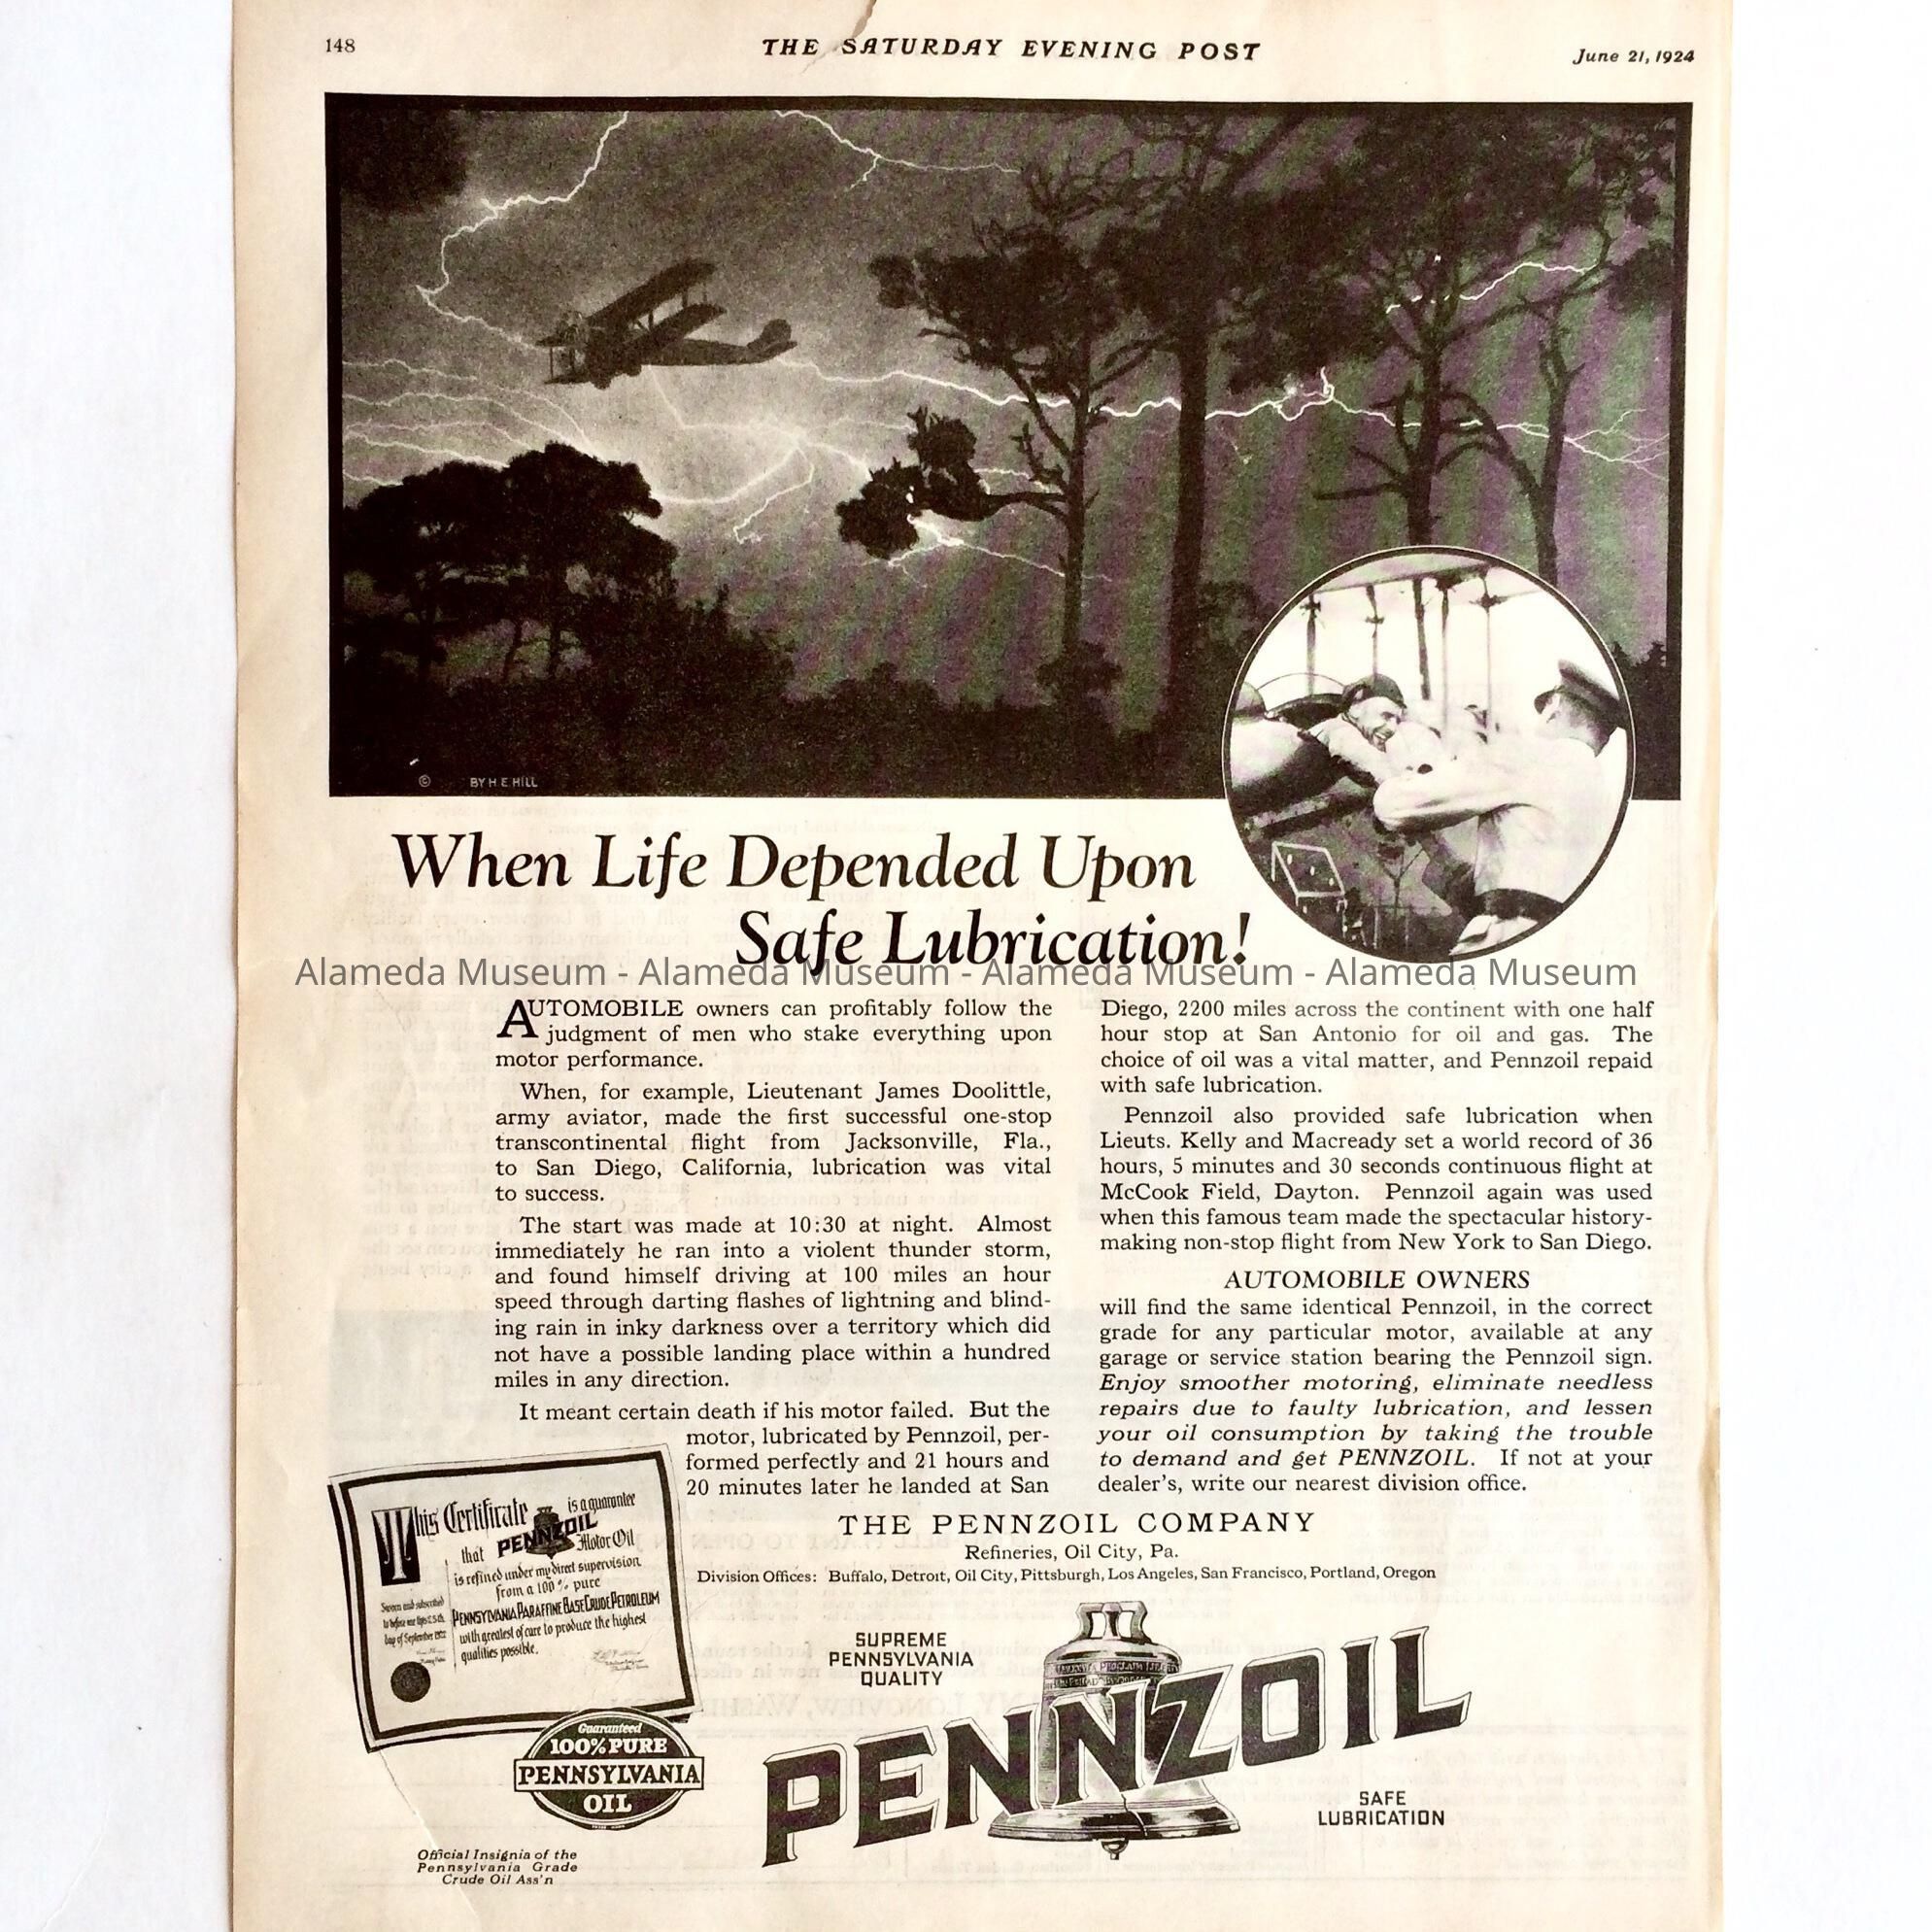 148
THE SATURDAY EVENING POST
June 21, 1924
© BY H.E. HILL
When Life Depended Upon
Safe Lubrication!
Alameda Museum - Alameda Museum - Alameda Museum - Alameda Museum
AUTOMOBILE owners can profitably follow the
judgment of men who stake everything upon
motor performance.
When, for example, Lieutenant James Doolittle,
army aviator, made the first successful one-stop
transcontinental flight from Jacksonville, Fla.,
to San Diego, California, lubrication was vital
to success.
The start was made at 10:30 at night. Almost
immediately he ran into a violent thunder storm,
and found himself driving at 100 miles an hour
speed through darting flashes of lightning and blind-
ing rain in inky darkness over a territory which did
not have a possible landing place within a hundred
miles in any direction.
It meant certain death if his motor failed. But the
motor, lubricated by Pennzoil, per-
formed perfectly and 21 hours and
20 minutes later he landed at San
Diego, 2200 miles across the continent with one half
hour stop at San Antonio for oil and gas. The
choice of oil was a vital matter, and Pennzoil repaid
with safe lubrication.
Pennzoil also provided safe lubrication when
Lieuts. Kelly and Macready set a world record of 36
hours, 5 minutes and 30 seconds continuous flight at
McCook Field, Dayton. Pennzoil again was used
when this famous team made the spectacular history-
making non-stop flight from New York to San Diego.
AUTOMOBILE OWNERS
will find the same identical Pennzoil, in the correct
grade for any particular motor, available at any
garage or service station bearing the Pennzoil sign.
Enjoy smoother motoring, eliminate needless
repairs due to faulty lubrication, and lessen
your oil consumption by taking the trouble
to demand and get PENNZOIL. If not at your
dealer's, write our nearest division office.
This Certificate is a guarantee
that PENNZOIL Motor Oil
is refined under my direct supervision
from a 100% pure
PENNSYLVANIA PARAFFINE BASE CRUDE PETROLEUM
with greatest of care to produce the highest
qualities possible.
Sworn and subscribed
to before me this 25th
day of September 1922
THE PENNZOIL COMPANY
Refineries, Oil City, Pa.
Division Offices: Buffalo, Detroit, Oil City, Pittsburgh, Los Angeles, San Francisco, Portland, Oregon
SUPREME
PENNSYLVANIA
QUALITY
PENNZOIL
SAFE
LUBRICATION
Guaranteed
100% PURE
PENNSYLVANIA
OIL
Official Insignia of the
Pennsylvania Grade
Crude Oil Ass'n